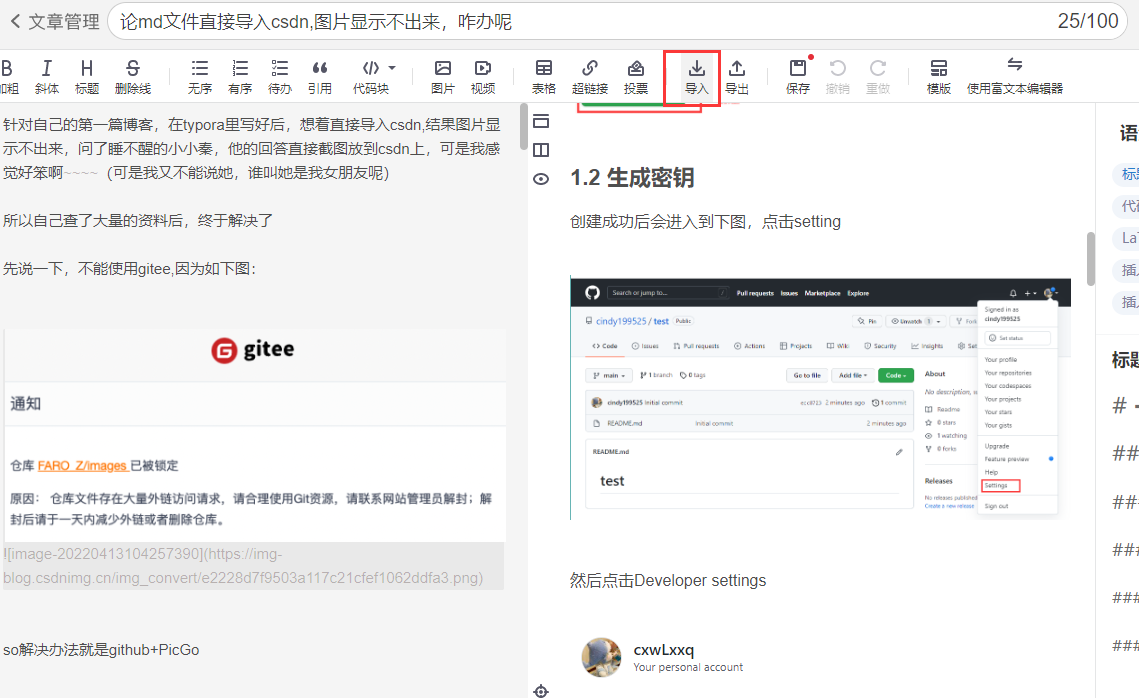 文章管理
论md文件直接导入csdn,图片显示不出来，咋办呢
25/100
加粗
斜体
标题
删除线
无序
有序
待办
引用
代码块
图片
视频
表格
超链接
投票
导入
导出
保存
撤销
重做
模版
使用富文本编辑器
针对自己的第一篇博客，在typora里写好后，想着直接导入csdn,结果图片显
示不出来，问了睡不醒的小小秦，他的回答直接截图放到csdn上，可是我感
觉好笨啊~~~~（可是我又不能说她，谁叫她是我女朋友呢）
所以自己查了大量的资料后，终于解决了
先说一下，不能使用gitee,因为如下图：
gitee
通知
仓库 FARO_Z/images 已被锁定
原因： 仓库文件存在大量外链访问请求，请合理使用Git资源，请联系网站管理员解封；解
封后请于一天内减少外链或者删除仓库。
![image-20220413104257390](https://img-
blog.csdnimg.cn/img_convert/e2228d7f9503a117c21cfef1062ddfa3.png)
so解决办法就是github+PicGo
1.2 生成密钥
创建成功后会进入到下图，点击setting
Search or jump to...
Pull requests Issues Marketplace Explore
cindy199525 / test Public
Pin
Unwatch 1
Fork
Code
Issues
Pull requests
Actions
Projects
Wiki
Security
Insights
Set
main
1 branch
0 tags
Go to file
Add file
Code
cindy199525 Initial commit
2 minutes ago
1 commit
README.md
Initial commit
2 minutes ago
README.md
test
About
No description, 
Readme
0 stars
1 watching
0 forks
Releases
No releases published
Create a new release
Signed in as
cindy199525
Set status
Your profile
Your repositories
Your codespaces
Your projects
Your stars
Your gists
Upgrade
Feature preview
Help
Settings
Sign out
然后点击Developer settings
cxwLxxq
Your personal account
语
标题
代码
LaT
插入
插入
标题
#
##
###
###
###
###